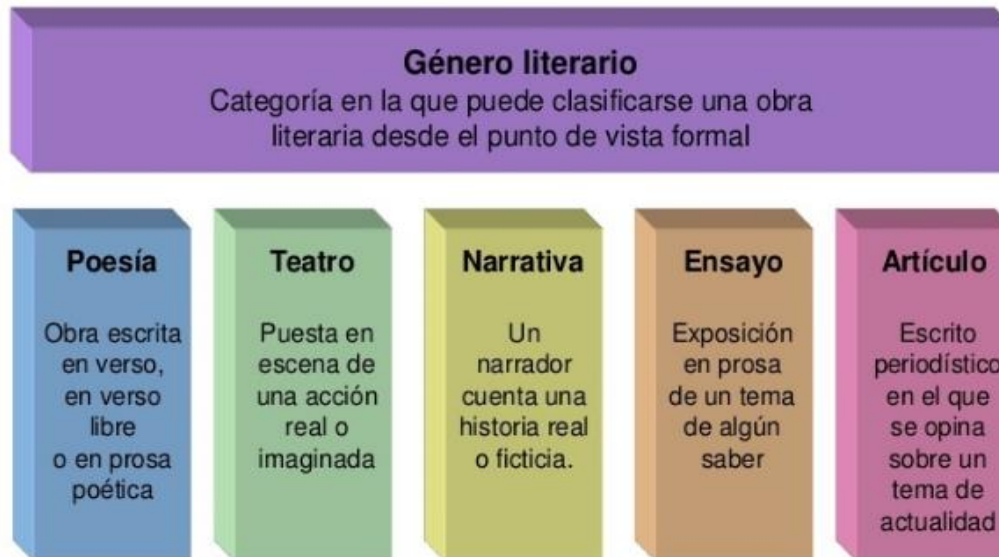 Género literario
Categoría en la que puede clasificarse una obra
literaria desde el punto de vista formal
Poesía
Obra escrita
en verso,
en verso
libre
o en prosa
poética
Teatro
Puesta en
escena de
una acción
real o
imaginada
Narrativa
Un
narrador
cuenta una
historia real
o ficticia.
Ensayo
Exposición
en prosa
de un tema
de algún
saber
Artículo
Escrito
periodístico
en el que
se opina
sobre un
tema de
actualidad